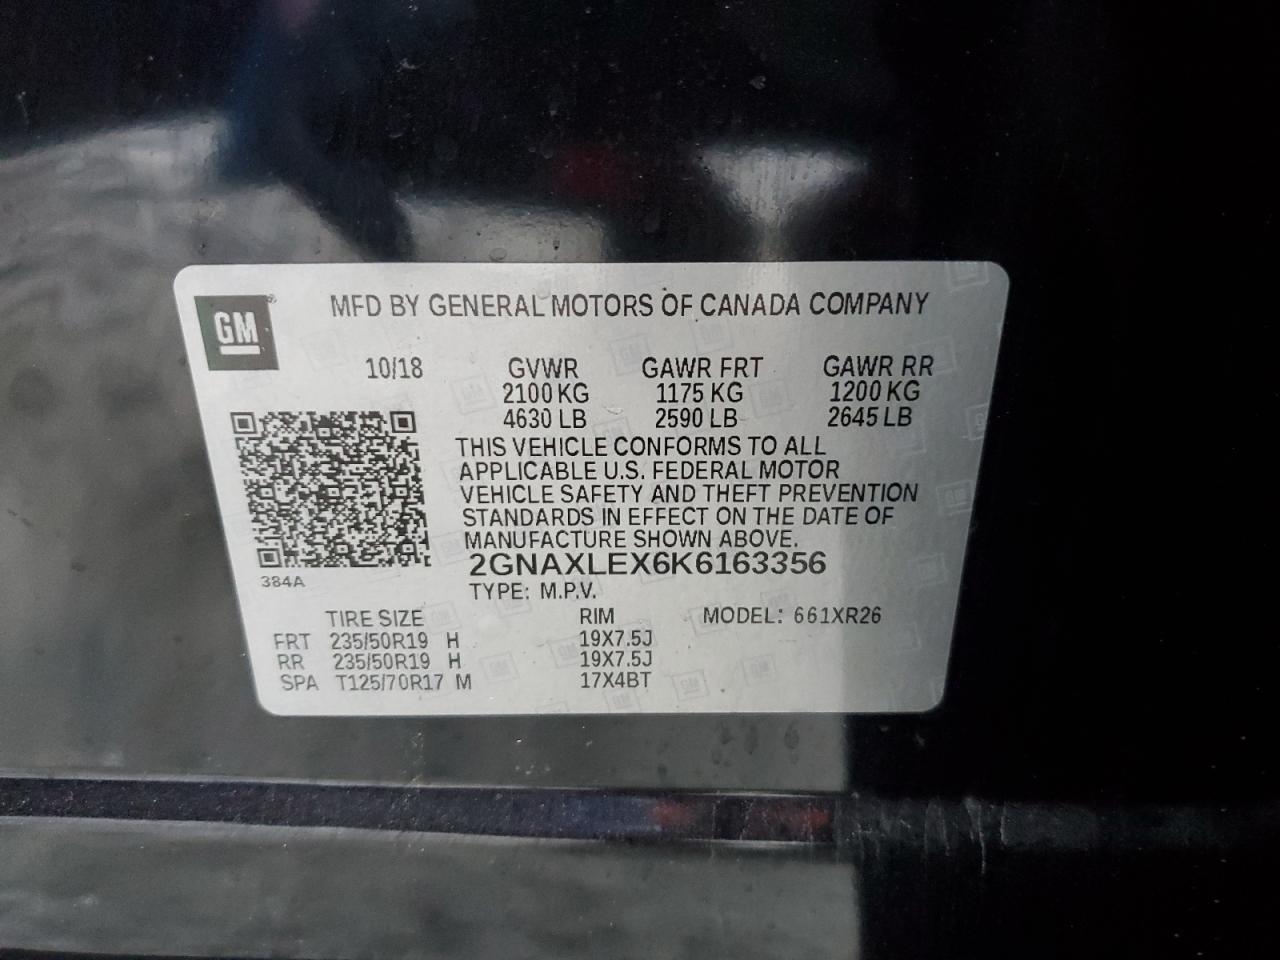 MFD BY GENERAL MOTORS OF CANADA COMPANY
GM
10/18 GVWR GAWR FRT GAWR RR
2100 KG 1175 KG 1200 KG
4630 LB 2590 LB 2645 LB
THIS VEHICLE CONFORMS TO ALL
APPLICABLE U.S. FEDERAL MOTOR
VEHICLE SAFETY AND THEFT PREVENTION
STANDARDS IN EFFECT ON THE DATE OF
MANUFACTURE SHOWN ABOVE.
2GNAXLEX6K6163356
384A
TYPE: M.P.V.
TIRE SIZE RIM MODEL: 661XR26
FRT 235/50R19 H 19X7.5J
RR 235/50R19 H 19X7.5J
SPA T125/70R17 M 17X4BT